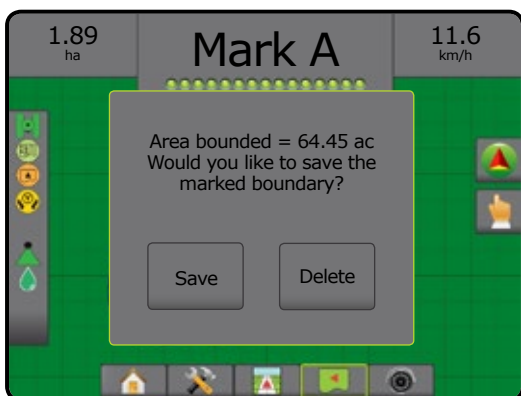 1.89
ha
Mark A
11.6
km/h
Area bounded = 64.45 ac
Would you like to save the
marked boundary?
Save
Delete